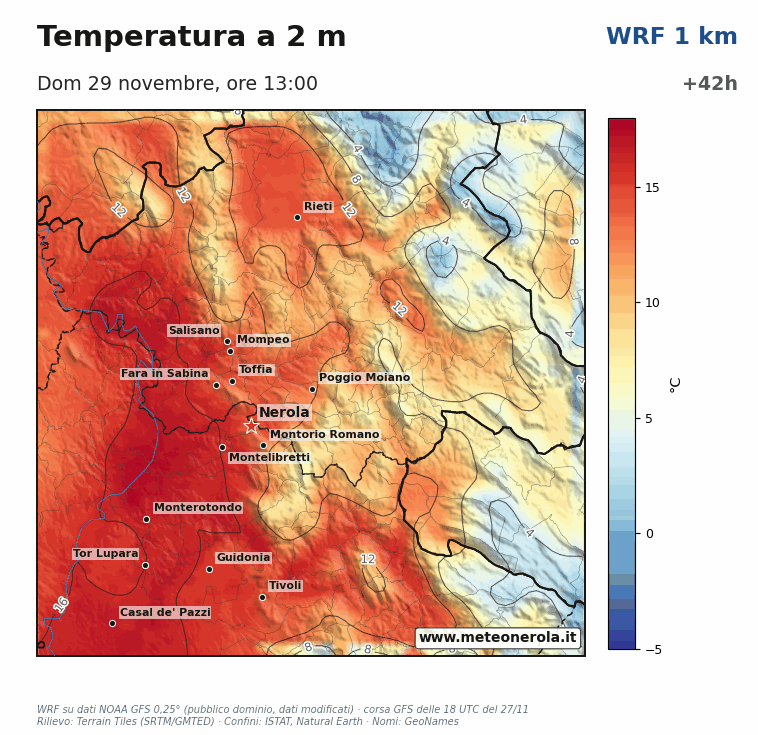 Temperatura a 2 m
WRF 1 km
Dom 29 novembre, ore 13:00
+42h
4
4
8
12
12
12
Rieti
4
4
8
12
4
Salisano
Mompeo
Toffia
Fara in Sabina
Poggio Moiano
4
Nerola
Montorio Romano
Montelibretti
Monterotondo
4
Tor Lupara
Guidonia
12
Tivoli
16
Casal de' Pazzi
8
8
www.meteonerola.it
15
10
5
0
−5
°C
WRF su dati NOAA GFS 0,25° (pubblico dominio, dati modificati) · corsa GFS delle 18 UTC del 27/11
Rilievo: Terrain Tiles (SRTM/GMTED) · Confini: ISTAT, Natural Earth · Nomi: GeoNames